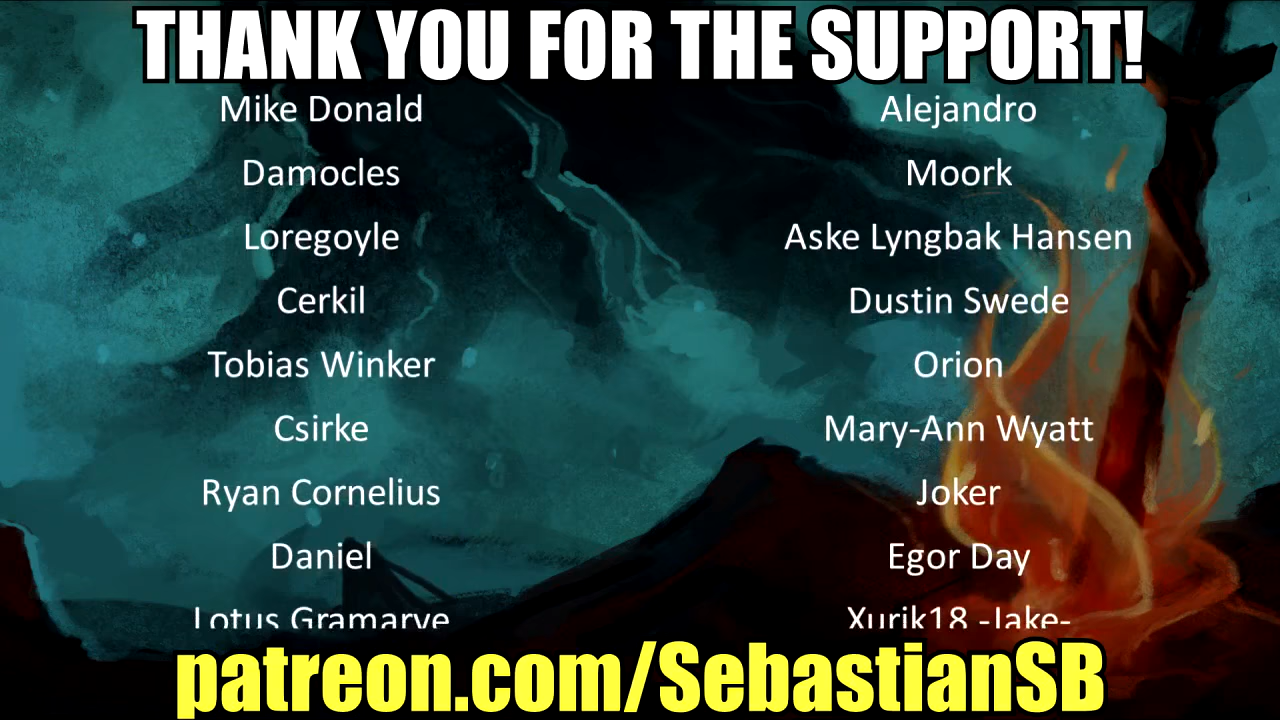 THANK YOU FOR THE SUPPORT!
Mike Donald
Alejandro
Damocles
Moork
Loregoyle
Aske Lyngbak Hansen
Cerkil
Dustin Swede
Tobias Winker
Orion
Csirke
Mary-Ann Wyatt
Ryan Cornelius
Joker
Daniel
Egor Day
Lotus Gramarye
Xurik18 -Jake-
patreon.com/SebastianSB